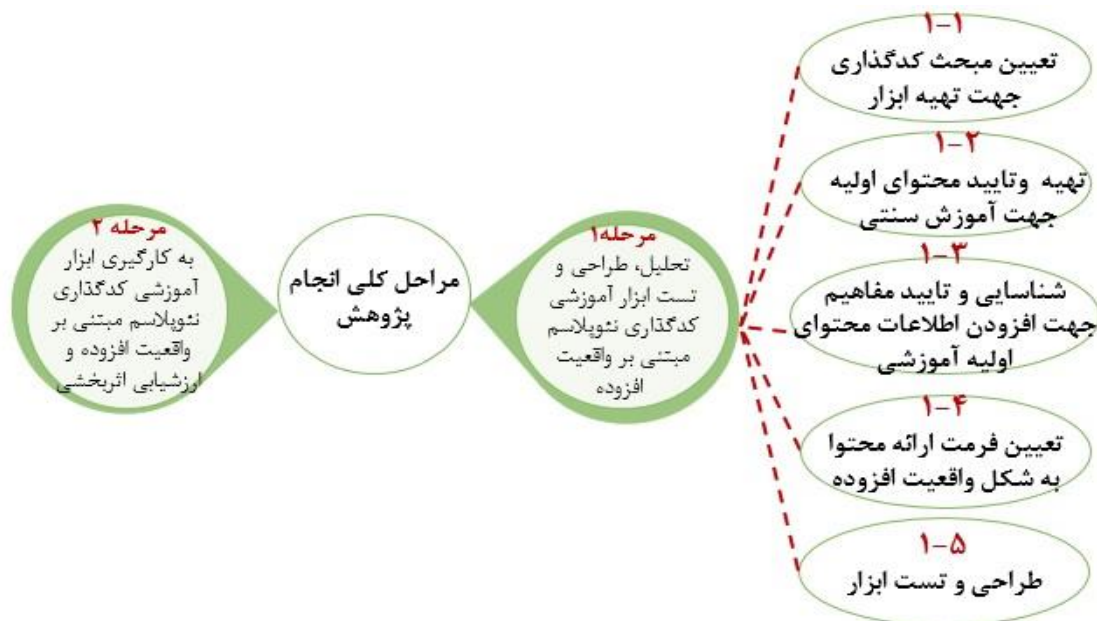 ۱-۱
تعیین مبحث کدگذاری
جهت تهیه ابزار
۱-۲
تهیه وتایید محتوای اولیه
جهت آموزش سنتی
۱-۳
شناسایی و تایید مفاهیم
جهت افزودن اطلاعات محتوای
اولیه آموزشی
۱-۴
تعیین فرمت ارائه محتوا
به شکل واقعیت افزوده
۱-۵
طراحی و تست ابزار
مرحله۱
تحلیل، طراحی و
تست ابزار آموزشی
کدگذاری نئوپلاسم
مبتنی بر واقعیت
افزوده
مراحل کلی انجام
پژوهش
مرحله ۲
به کارگیری ابزار
آموزشی کدگذاری
نئوپلاسم مبتنی بر
واقعیت افزوده و
ارزشیابی اثربخشی